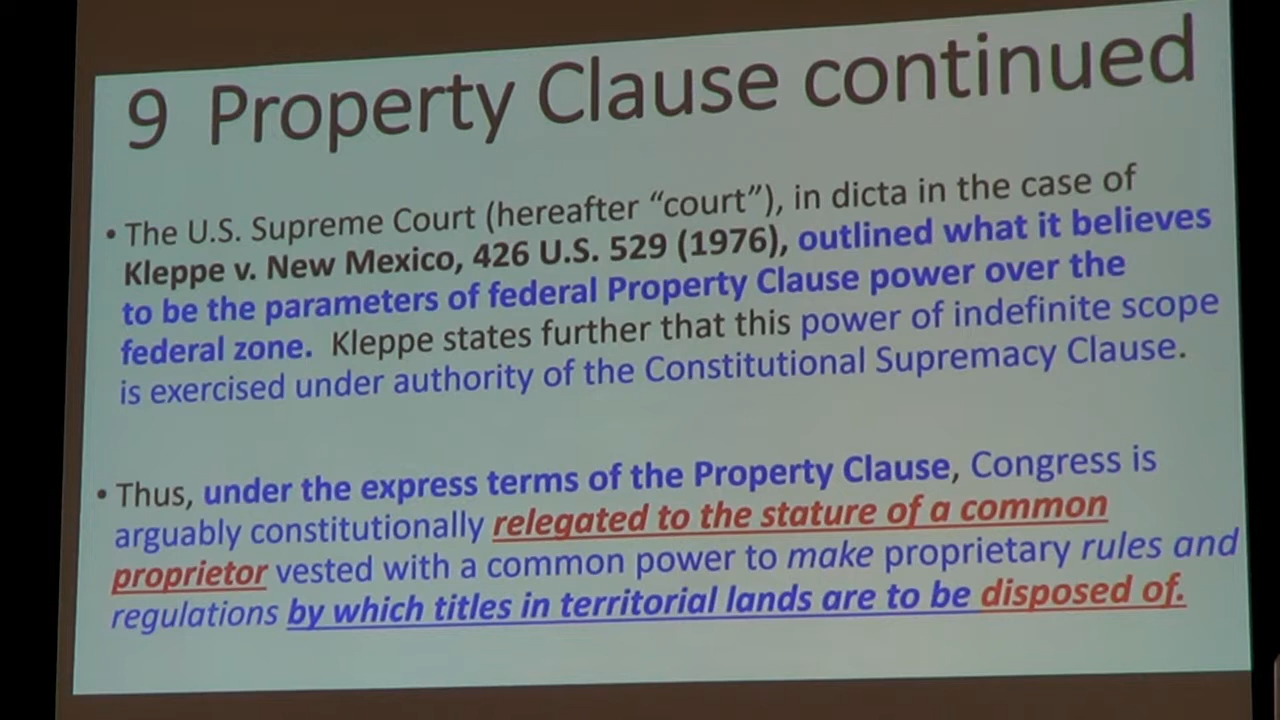 9 Property Clause continued
• The U.S. Supreme Court (hereafter “court”), in dicta in the case of
Kleppe v. New Mexico, 426 U.S. 529 (1976), outlined what it believes
to be the parameters of federal Property Clause power over the
federal zone. Kleppe states further that this power of indefinite scope
is exercised under authority of the Constitutional Supremacy Clause.
• Thus, under the express terms of the Property Clause, Congress is
arguably constitutionally relegated to the stature of a common
proprietor vested with a common power to make proprietary rules and
regulations by which titles in territorial lands are to be disposed of.